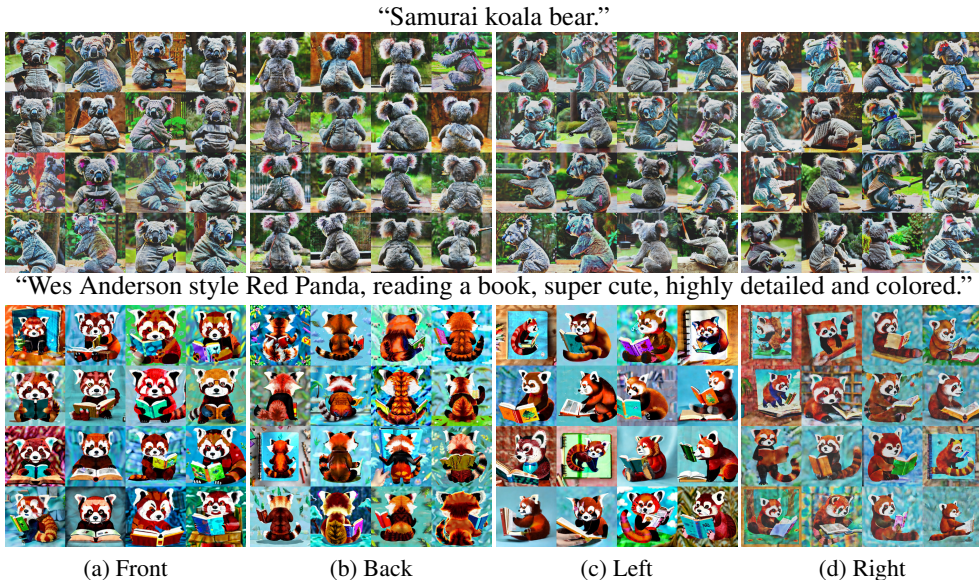 “Samurai koala bear.”
“Wes Anderson style Red Panda, reading a book, super cute, highly detailed and colored.”
(a) Front (b) Back (c) Left (d) Right